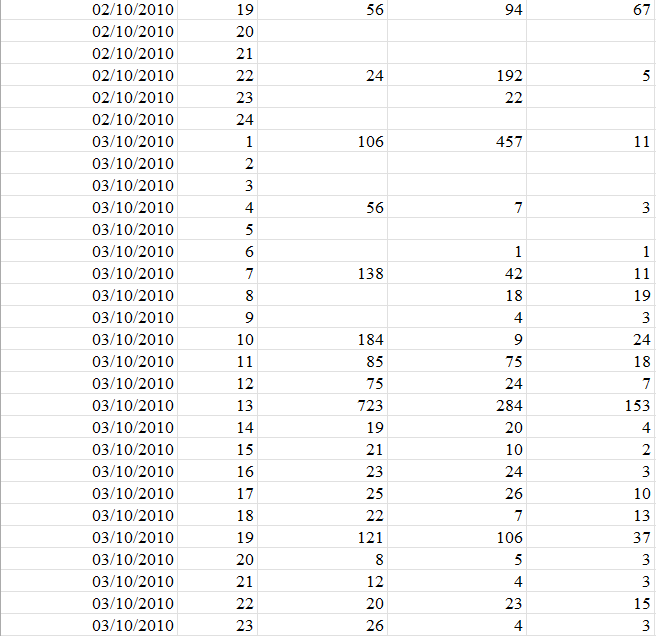 02/10/2010 19 56 94 67
02/10/2010 20
02/10/2010 21
02/10/2010 22 24 192 5
02/10/2010 23 22
02/10/2010 24
03/10/2010 1 106 457 11
03/10/2010 2
03/10/2010 3
03/10/2010 4 56 7 3
03/10/2010 5
03/10/2010 6 1 1
03/10/2010 7 138 42 11
03/10/2010 8 18 19
03/10/2010 9 4 3
03/10/2010 10 184 9 24
03/10/2010 11 85 75 18
03/10/2010 12 75 24 7
03/10/2010 13 723 284 153
03/10/2010 14 19 20 4
03/10/2010 15 21 10 2
03/10/2010 16 23 24 3
03/10/2010 17 25 26 10
03/10/2010 18 22 7 13
03/10/2010 19 121 106 37
03/10/2010 20 8 5 3
03/10/2010 21 12 4 3
03/10/2010 22 20 23 15
03/10/2010 23 26 4 3